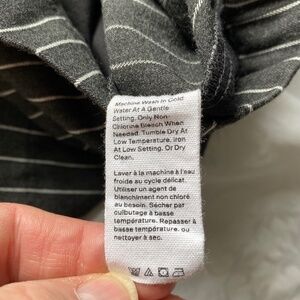 Machine Wash In Cold
Water At A Gentle
Setting. Only Non-
Chlorine Bleach When
Needed. Tumble Dry At
Low Temperature, Iron
At Low Setting. Or Dry
Clean.
Laver à la machine à l'eau
froide au cycle délicat.
Utiliser un agent de
blanchiment non chloré
au besoin. Sécher par
culbutage à basse
température. Repasser à
basse température. ou
nettoyer à sec.